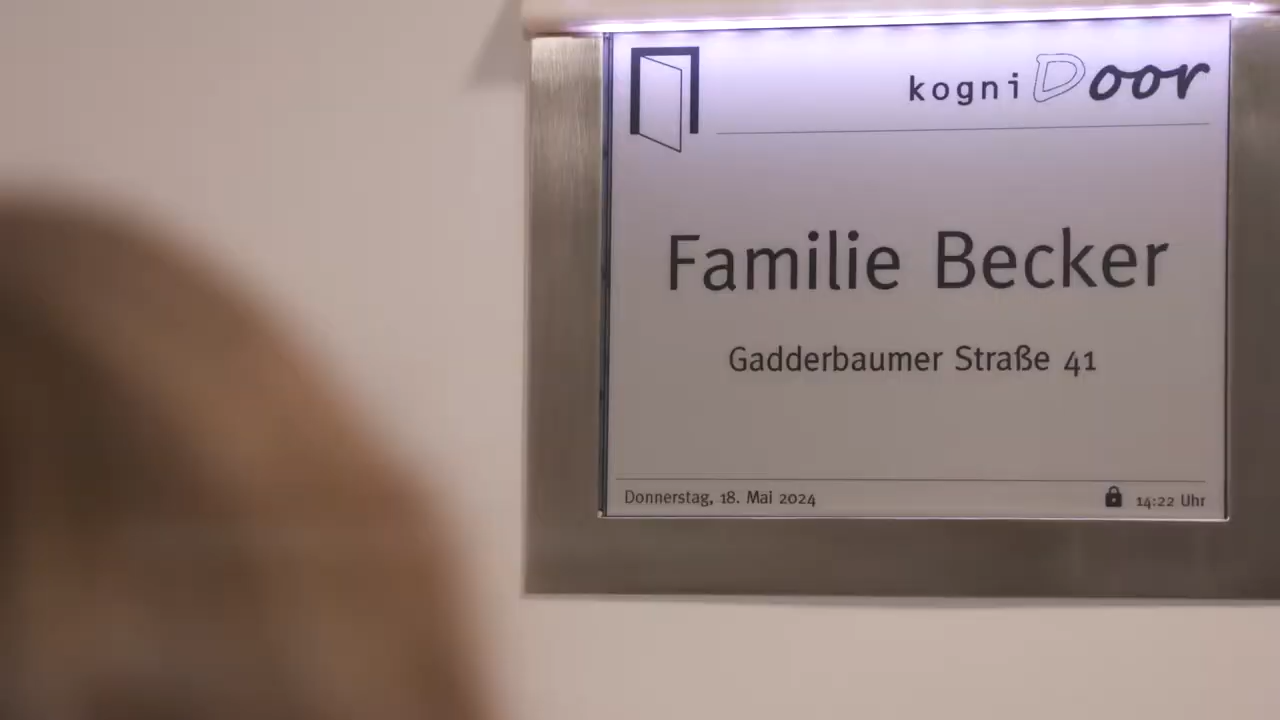 kogniDoor
Familie Becker
Gadderbaumer Straße 41
Donnerstag, 18. Mai 2024
14:22 Uhr